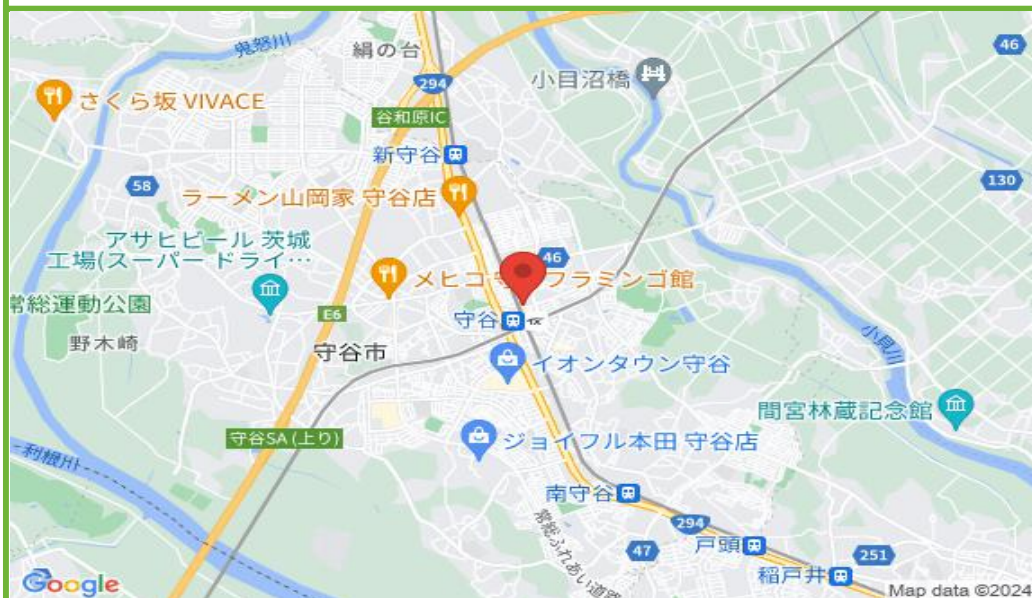 鬼怒川
絹の台
46
さくら坂 VIVACE
294
小目沼橋
谷和原IC
新守谷
58
130
ラーメン山岡家 守谷店
アサヒビール 茨城
工場(スーパー ドライ…
46
メヒコ 守
フラミンゴ館
常総運動公園
E6
守谷
野木崎
守谷市
小貝川
イオンタウン守谷
間宮林蔵記念館
守谷SA (上り)
ジョイフル本田 守谷店
利根川
南守谷
294
常総ふれあい道路
47
戸頭
251
稲戸井
Google
Map data ©2024